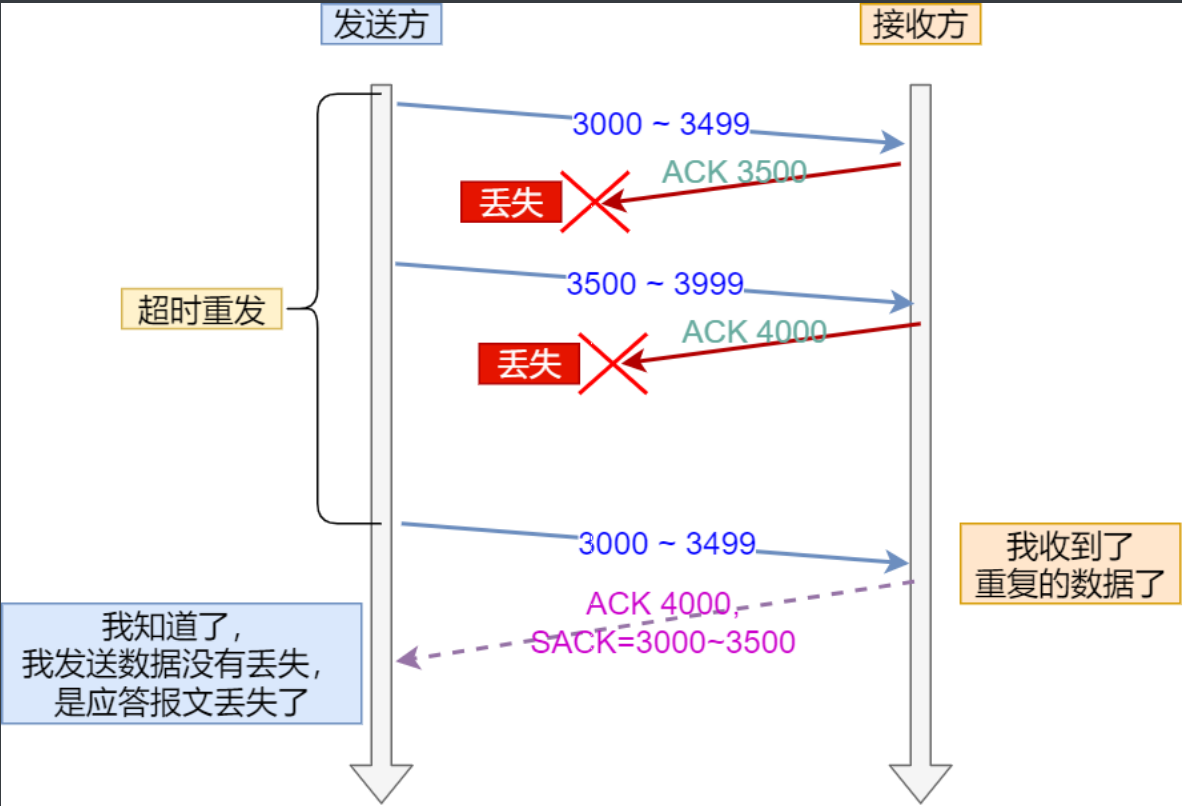 发送方
接收方
3000 ~ 3499
ACK 3500
丢失
3500 ~ 3999
超时重发
ACK 4000
丢失
3000 ~ 3499
我收到了
重复的数据了
ACK 4000,
SACK=3000~3500
我知道了，
我发送数据没有丢失，
是应答报文丢失了